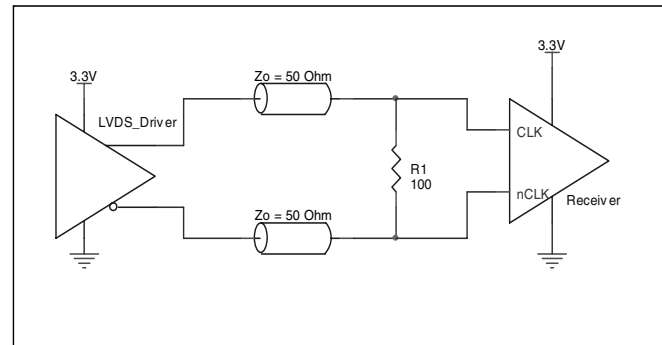 3.3V
Zo = 50 Ohm
3.3V
LVDS_Driver
CLK
R1
100
nCLK
Receiver
Zo = 50 Ohm